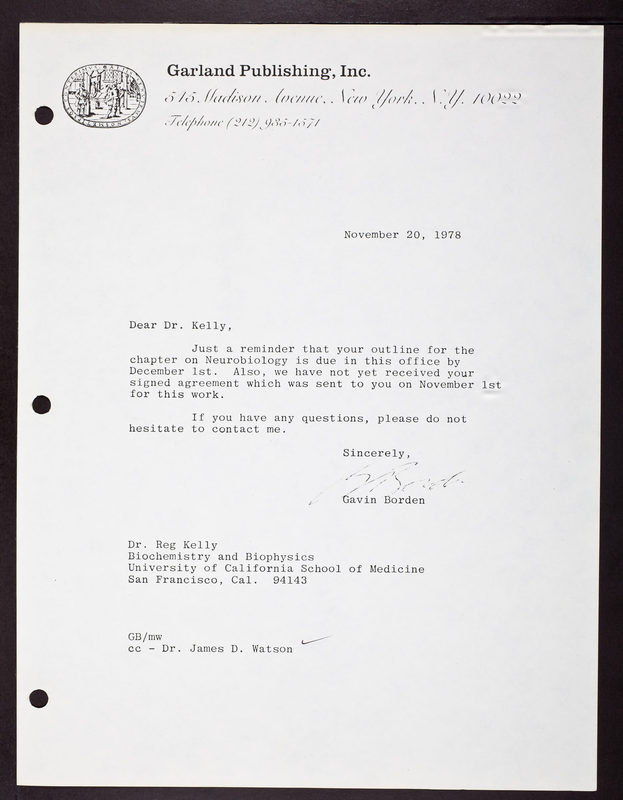 Garland Publishing, Inc.
545 Madison Avenue, New York, N.Y. 10022
Telephone (212)
November 20, 1978
Dear Dr. Kelly,
Just a reminder that your outline for the
chapter on Neurobiology is due in this office by
December 1st. Also, we have not yet received your
signed agreement which was sent to you on November 1st
for this work.
If you have any questions, please do not
hesitate to contact me.
Sincerely,
Gavin Borden
Dr. Reg Kelly
Biochemistry and Biophysics
University of California School of Medicine
San Francisco, Cal. 94143
GB/mw
cc - Dr. James D. Watson